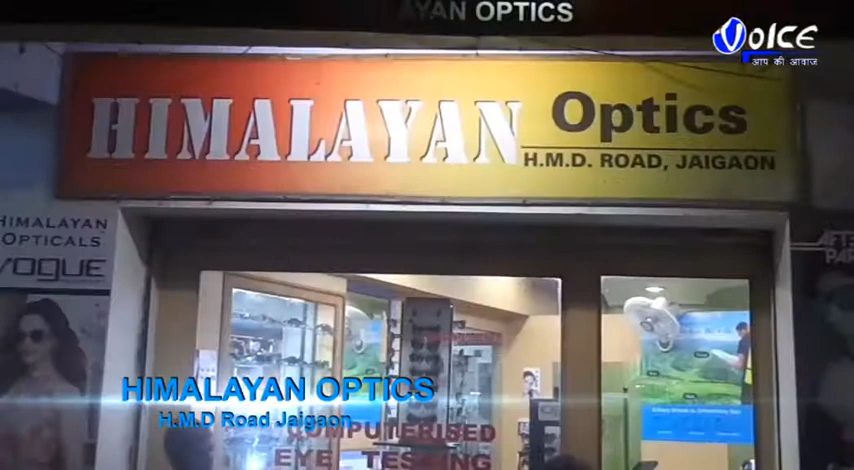 AYAN OPTICS
VOICE
आप की आवाज
HIMALAYAN Optics
H.M.D. ROAD, JAIGAON
HIMALAYAN
OPTICALS
VOGUE
HIMALAYAN OPTICS
H.M.D Road Jaigaon
COMPUTERISED
EYE TESTING